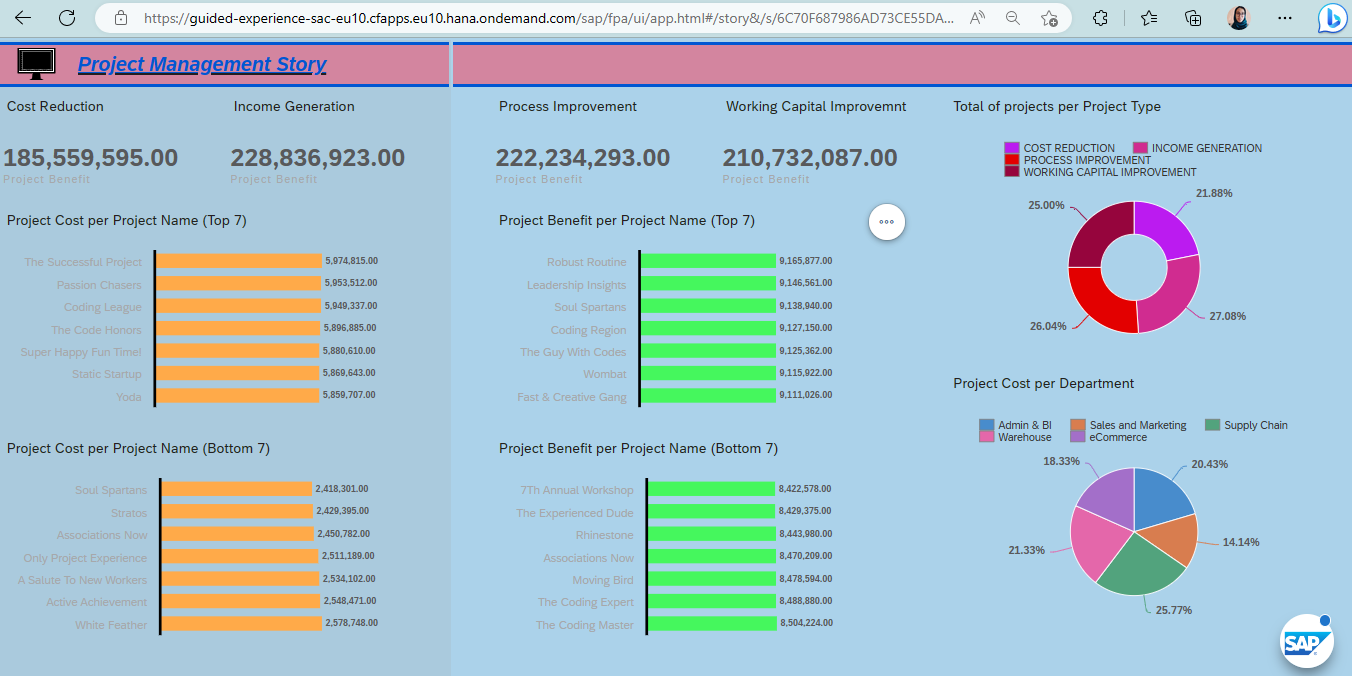 https://guided-experience-sac-eu10.cfapps.eu10.hana.ondemand.com/sap/fpa/ui/app.html#/story&/s/6C70F687986AD73CE55DA...
Project Management Story
Cost Reduction
185,559,595.00
Project Benefit
Income Generation
228,836,923.00
Project Benefit
Process Improvement
222,234,293.00
Project Benefit
Working Capital Improvemnt
210,732,087.00
Project Benefit
Project Cost per Project Name (Top 7)
The Successful Project 5,974,815.00
Passion Chasers 5,953,512.00
Coding League 5,949,337.00
The Code Honors 5,896,885.00
Super Happy Fun Time! 5,880,610.00
Static Startup 5,869,643.00
Yoda 5,859,707.00
Project Benefit per Project Name (Top 7)
Robust Routine 9,165,877.00
Leadership Insights 9,146,561.00
Soul Spartans 9,138,940.00
Coding Region 9,127,150.00
The Guy With Codes 9,125,362.00
Wombat 9,115,922.00
Fast & Creative Gang 9,111,026.00
Project Cost per Project Name (Bottom 7)
Soul Spartans 2,418,301.00
Stratos 2,429,395.00
Associations Now 2,450,782.00
Only Project Experience 2,511,189.00
A Salute To New Workers 2,534,102.00
Active Achievement 2,548,471.00
White Feather 2,578,748.00
Project Benefit per Project Name (Bottom 7)
7Th Annual Workshop 8,422,578.00
The Experienced Dude 8,429,375.00
Rhinestone 8,443,980.00
Associations Now 8,470,209.00
Moving Bird 8,478,594.00
The Coding Expert 8,488,880.00
The Coding Master 8,504,224.00
Total of projects per Project Type
COST REDUCTION INCOME GENERATION
PROCESS IMPROVEMENT
WORKING CAPITAL IMPROVEMENT
21.88%
25.00%
27.08%
26.04%
Project Cost per Department
Admin & BI Sales and Marketing Supply Chain
Warehouse eCommerce
18.33%
20.43%
14.14%
21.33%
25.77%
SAP